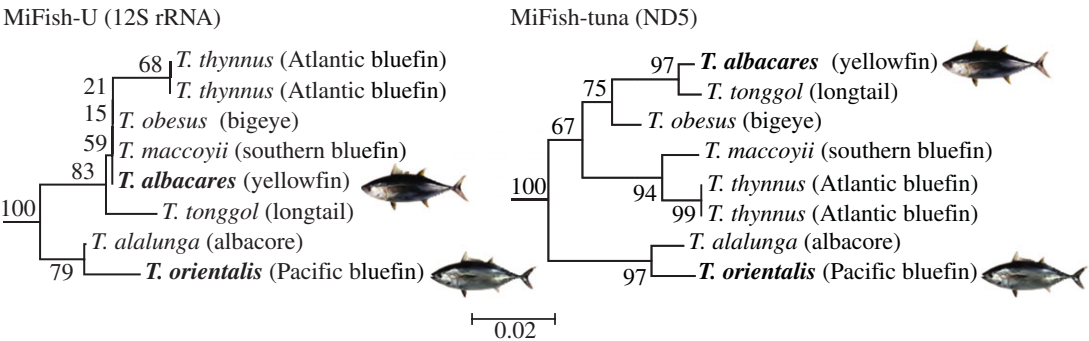 MiFish-U (12S rRNA)
68
T. thynnus (Atlantic bluefin)
21
T. thynnus (Atlantic bluefin)
15
T. obesus (bigeye)
59
T. maccoyii (southern bluefin)
83
T. albacares (yellowfin)
100
T. tonggol (longtail)
T. alalunga (albacore)
79
T. orientalis (Pacific bluefin)
MiFish-tuna (ND5)
97
T. albacares (yellowfin)
75
T. tonggol (longtail)
T. obesus (bigeye)
67
T. maccoyii (southern bluefin)
100
94
T. thynnus (Atlantic bluefin)
99
T. thynnus (Atlantic bluefin)
T. alalunga (albacore)
97
T. orientalis (Pacific bluefin)
0.02